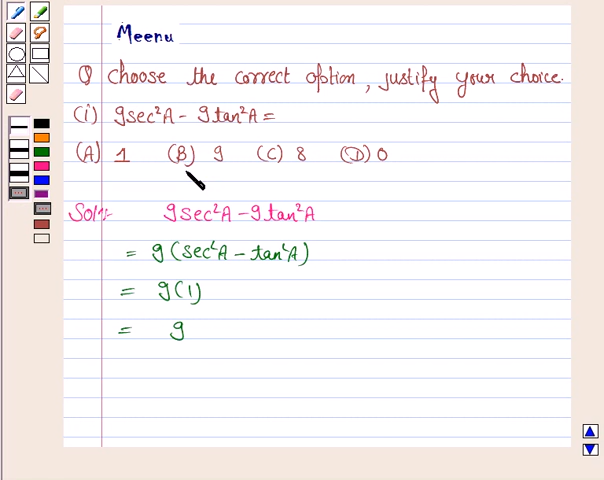 Meenu
Q Choose the correct option, justify your choice.
(i) 9sec²A - 9tan²A =
(A) 1 (B) 9 (C) 8 (D) 0
Soln:- 9sec²A - 9tan²A
= 9(sec²A - tan²A)
= 9(1)
= 9